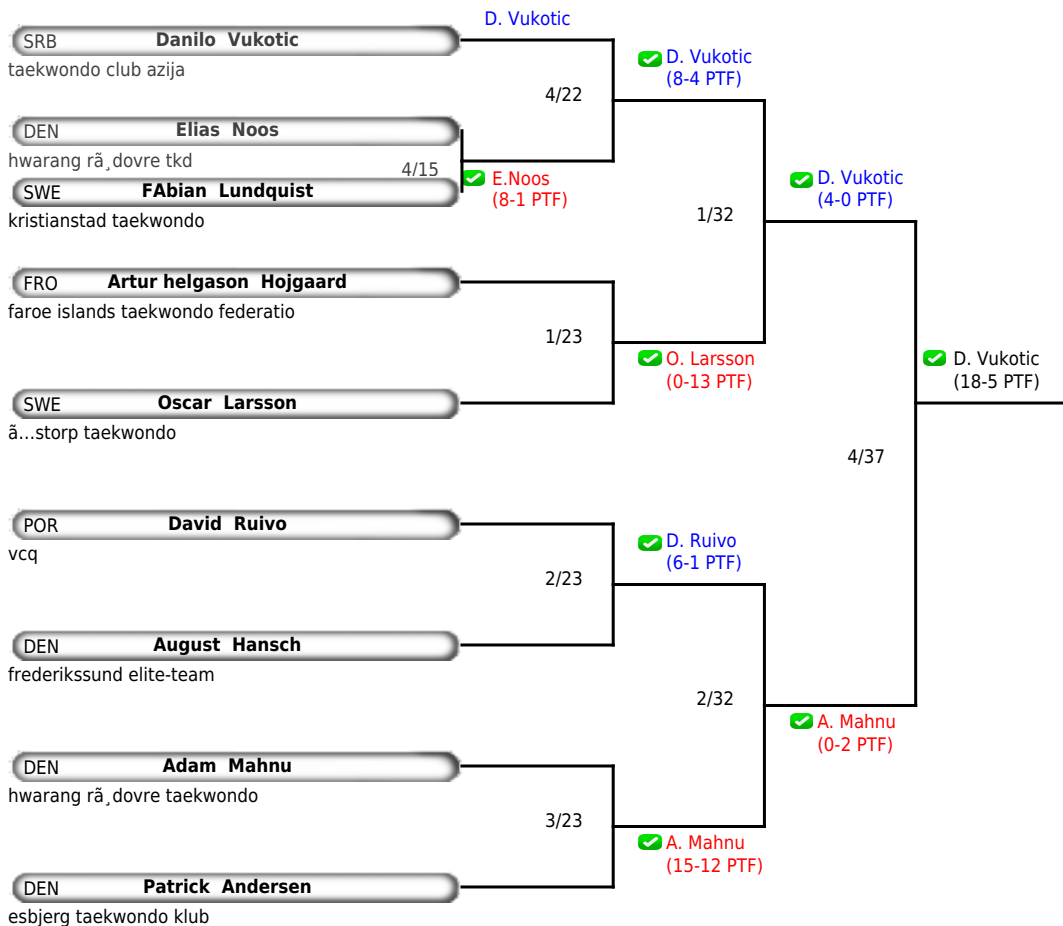 D. Vukotic
SRB Danilo Vukotic
taekwondo club azija
D. Vukotic
(8-4 PTF)
4/22
DEN Elias Noos
hwarang rã¸dovre tkd
4/15
E.Noos
(8-1 PTF)
SWE FAbian Lundquist
kristianstad taekwondo
D. Vukotic
(4-0 PTF)
1/32
FRO Artur helgason Hojgaard
faroe islands taekwondo federatio
1/23
O. Larsson
(0-13 PTF)
SWE Oscar Larsson
ã…storp taekwondo
D. Vukotic
(18-5 PTF)
4/37
POR David Ruivo
vcq
D. Ruivo
(6-1 PTF)
2/23
DEN August Hansch
frederikssund elite-team
2/32
A. Mahnu
(0-2 PTF)
DEN Adam Mahnu
hwarang rã¸dovre taekwondo
3/23
A. Mahnu
(15-12 PTF)
DEN Patrick Andersen
esbjerg taekwondo klub